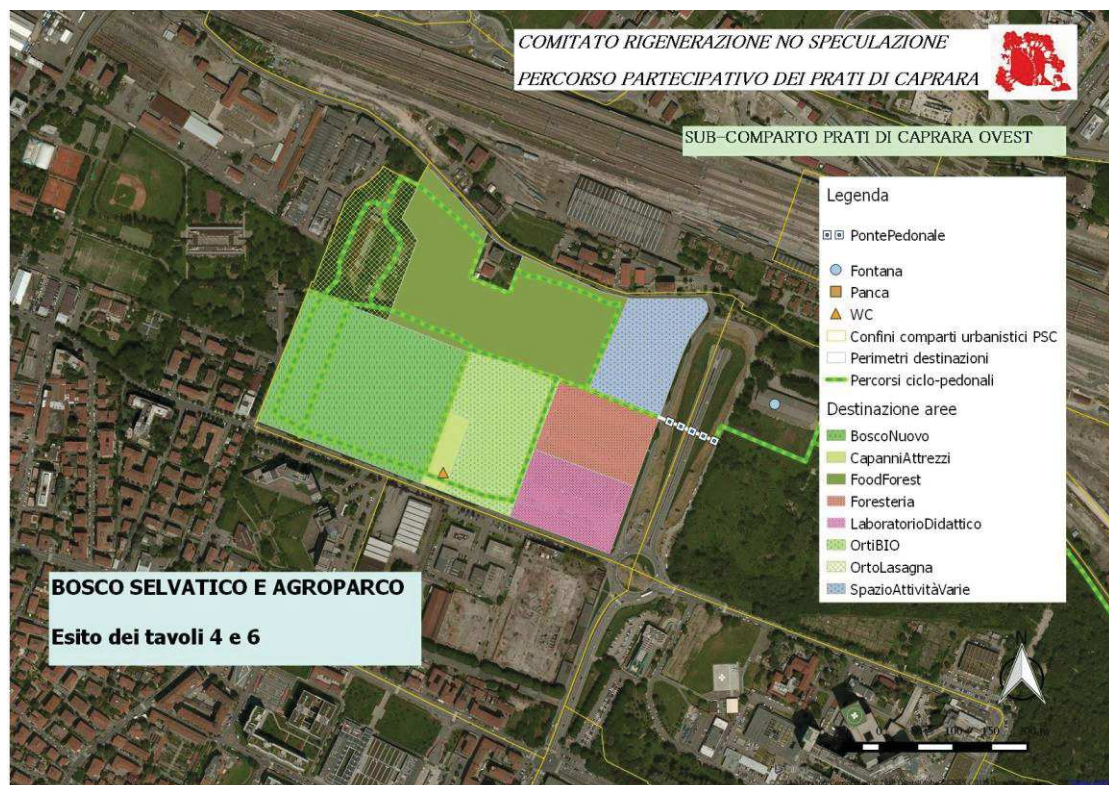 COMITATO RIGENERAZIONE NO SPECULAZIONE
PERCORSO PARTECIPATIVO DEI PRATI DI CAPRARA
SUB-COMPARTO PRATI DI CAPRARA OVEST
Legenda
PontePedonale
Fontana
Panca
WC
Confini comparti urbanistici PSC
Perimetri destinazioni
Percorsi ciclo-pedonali
Destinazione aree
BoscoNuovo
CapanniAttrezzi
FoodForest
Foresteria
LaboratorioDidattico
OrtiBIO
OrtoLasagna
SpazioAttivitàVarie
BOSCO SELVATICO E AGROPARCO
Esito dei tavoli 4 e 6
N